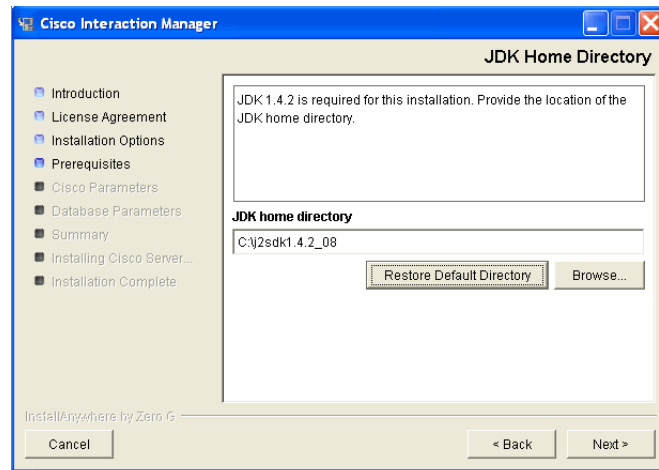 Cisco Interaction Manager
JDK Home Directory
Introduction
License Agreement
Installation Options
Prerequisites
Cisco Parameters
Database Parameters
Summary
Installing Cisco Server...
Installation Complete
JDK 1.4.2 is required for this installation. Provide the location of the
JDK home directory.
JDK home directory
C:\j2sdk1.4.2_08
Restore Default Directory
Browse...
InstallAnywhere by Zero G
Cancel
< Back
Next >